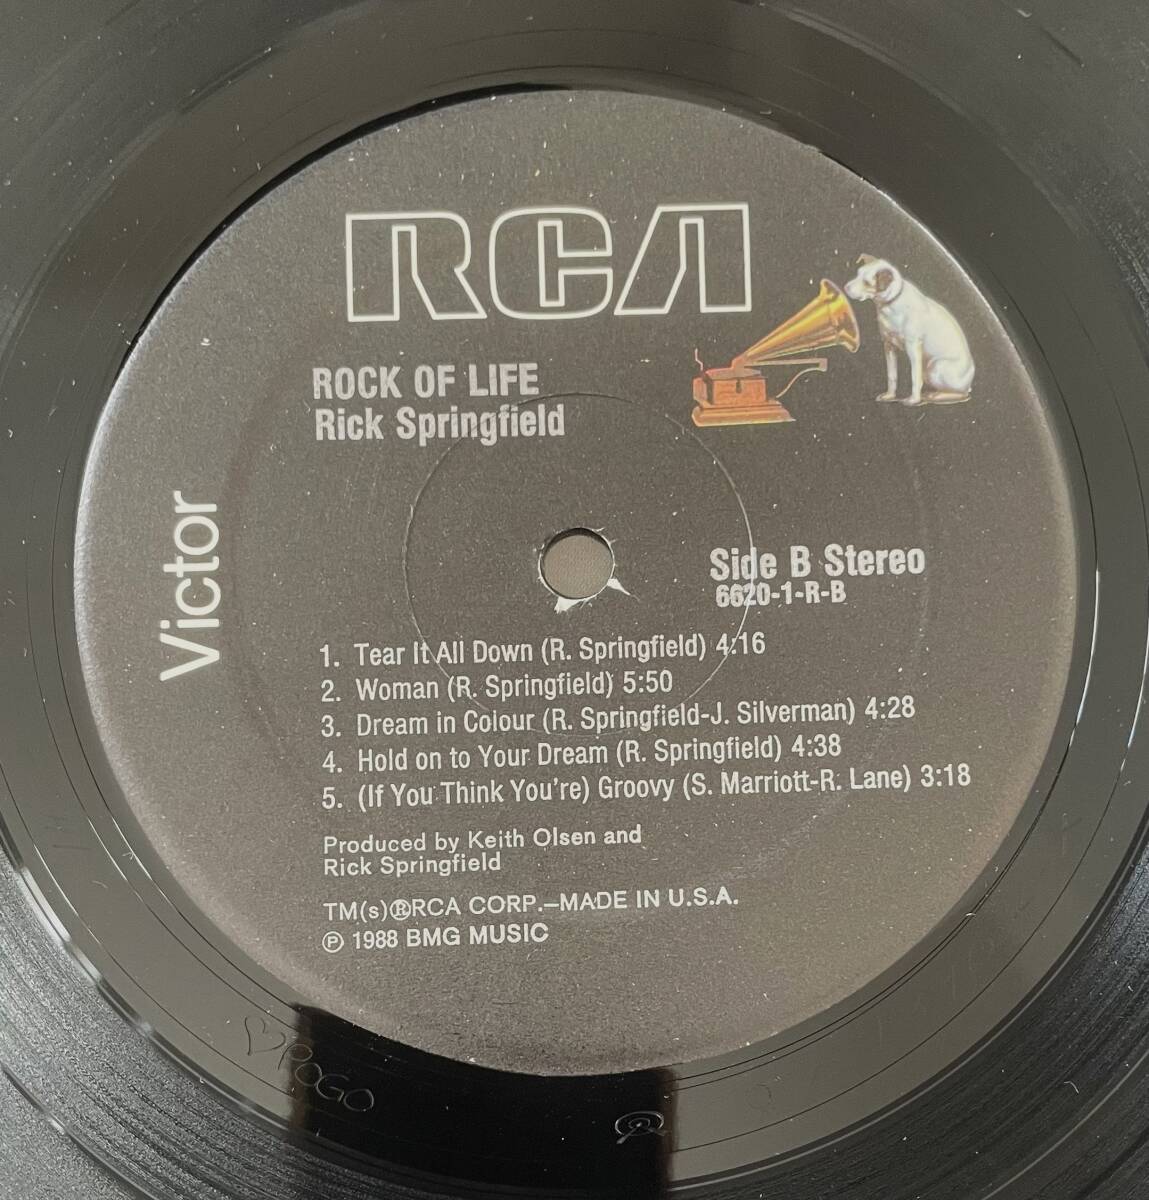 RCA
ROCK OF LIFE
Rick Springfield
Victor
Side B Stereo
6620-1-R-B
1. Tear It All Down (R. Springfield) 4:16
2. Woman (R. Springfield) 5:50
3. Dream in Colour (R. Springfield-J. Silverman) 4:28
4. Hold on to Your Dream (R. Springfield) 4:38
5. (If You Think You're) Groovy (S. Marriott-R. Lane) 3:18
Produced by Keith Olsen and
Rick Springfield
TM(s)®RCA CORP.–MADE IN U.S.A.
℗ 1988 BMG MUSIC
♡ POGO